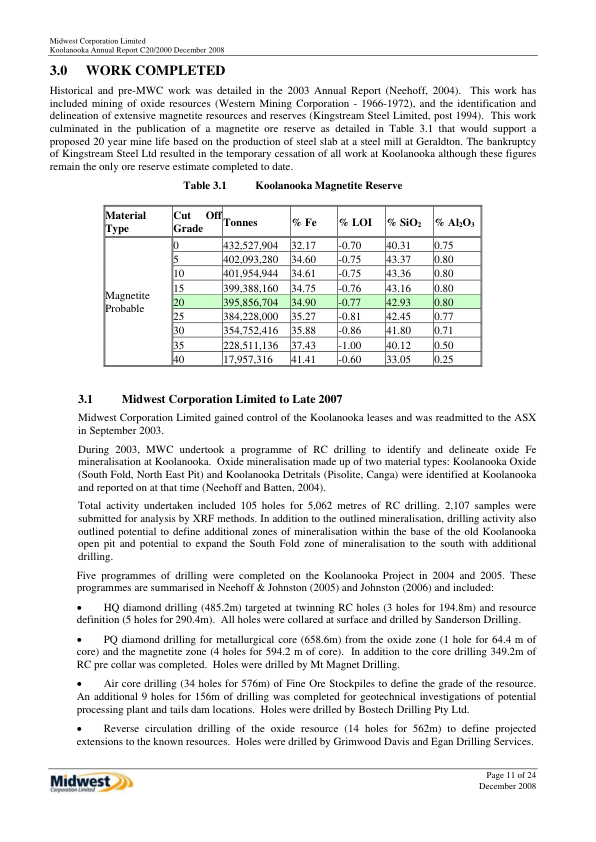 Midwest Corporation Limited
Koolanooka Annual Report C20/2000 December 2008
3.0 WORK COMPLETED
Historical and pre-MWC work was detailed in the 2003 Annual Report (Neehoff, 2004). This work has
included mining of oxide resources (Western Mining Corporation - 1966-1972), and the identification and
delineation of extensive magnetite resources and reserves (Kingstream Steel Limited, post 1994). This work
culminated in the publication of a magnetite ore reserve as detailed in Table 3.1 that would support a
proposed 20 year mine life based on the production of steel slab at a steel mill at Geraldton. The bankruptcy
of Kingstream Steel Ltd resulted in the temporary cessation of all work at Koolanooka although these figures
remain the only ore reserve estimate completed to date.
Table 3.1 Koolanooka Magnetite Reserve
Material Type | Cut Off Grade | Tonnes | % Fe | % LOI | % SiO₂ | % Al₂O₃
Magnetite Probable
0 | 432,527,904 | 32.17 | -0.70 | 40.31 | 0.75
5 | 402,093,280 | 34.60 | -0.75 | 43.37 | 0.80
10 | 401,954,944 | 34.61 | -0.75 | 43.36 | 0.80
15 | 399,388,160 | 34.75 | -0.76 | 43.16 | 0.80
20 | 395,856,704 | 34.90 | -0.77 | 42.93 | 0.80
25 | 384,228,000 | 35.27 | -0.81 | 42.45 | 0.77
30 | 354,752,416 | 35.88 | -0.86 | 41.80 | 0.71
35 | 228,511,136 | 37.43 | -1.00 | 40.12 | 0.50
40 | 17,957,316 | 41.41 | -0.60 | 33.05 | 0.25
3.1 Midwest Corporation Limited to Late 2007
Midwest Corporation Limited gained control of the Koolanooka leases and was readmitted to the ASX
in September 2003.
During 2003, MWC undertook a programme of RC drilling to identify and delineate oxide Fe
mineralisation at Koolanooka. Oxide mineralisation made up of two material types: Koolanooka Oxide
(South Fold, North East Pit) and Koolanooka Detritals (Pisolite, Canga) were identified at Koolanooka
and reported on at that time (Neehoff and Batten, 2004).
Total activity undertaken included 105 holes for 5,062 metres of RC drilling. 2,107 samples were
submitted for analysis by XRF methods. In addition to the outlined mineralisation, drilling activity also
outlined potential to define additional zones of mineralisation within the base of the old Koolanooka
open pit and potential to expand the South Fold zone of mineralisation to the south with additional
drilling.
Five programmes of drilling were completed on the Koolanooka Project in 2004 and 2005. These
programmes are summarised in Neehoff & Johnston (2005) and Johnston (2006) and included:
• HQ diamond drilling (485.2m) targeted at twinning RC holes (3 holes for 194.8m) and resource
definition (5 holes for 290.4m). All holes were collared at surface and drilled by Sanderson Drilling.
• PQ diamond drilling for metallurgical core (658.6m) from the oxide zone (1 hole for 64.4 m of
core) and the magnetite zone (4 holes for 594.2 m of core). In addition to the core drilling 349.2m of
RC pre collar was completed. Holes were drilled by Mt Magnet Drilling.
• Air core drilling (34 holes for 576m) of Fine Ore Stockpiles to define the grade of the resource.
An additional 9 holes for 156m of drilling was completed for geotechnical investigations of potential
processing plant and tails dam locations. Holes were drilled by Bostech Drilling Pty Ltd.
• Reverse circulation drilling of the oxide resource (14 holes for 562m) to define projected
extensions to the known resources. Holes were drilled by Grimwood Davis and Egan Drilling Services.
Midwest
Corporation Limited
Page 11 of 24
December 2008